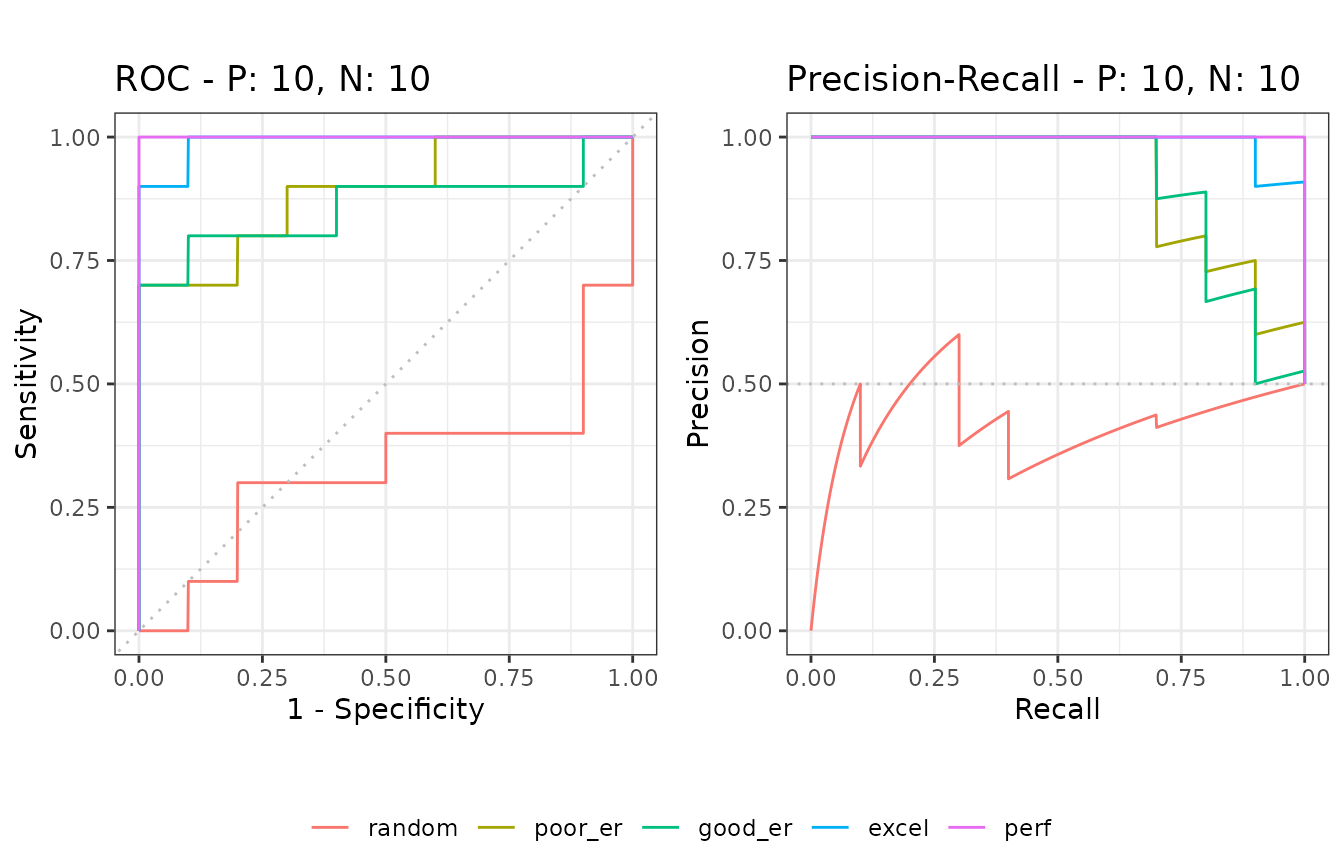 ROC - P: 10, N: 10
Sensitivity
1.00
0.75
0.50
0.25
0.00
0.00 0.25 0.50 0.75 1.00
1 - Specificity
Precision-Recall - P: 10, N: 10
Precision
1.00
0.75
0.50
0.25
0.00
0.00 0.25 0.50 0.75 1.00
Recall
random poor_er good_er excel perf